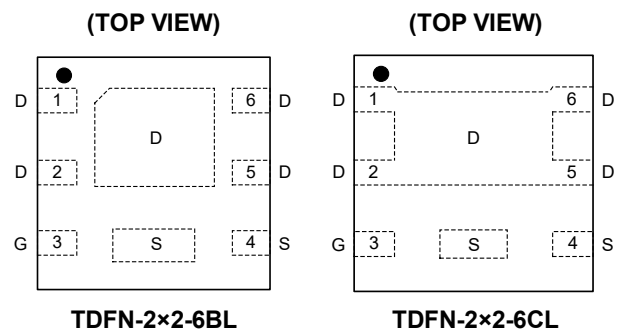 (TOP VIEW)
D 1 6 D
D
D 2 5 D
G 3 S 4 S
TDFN-2×2-6BL
(TOP VIEW)
D 1 6 D
D
D 2 5 D
G 3 S 4 S
TDFN-2×2-6CL